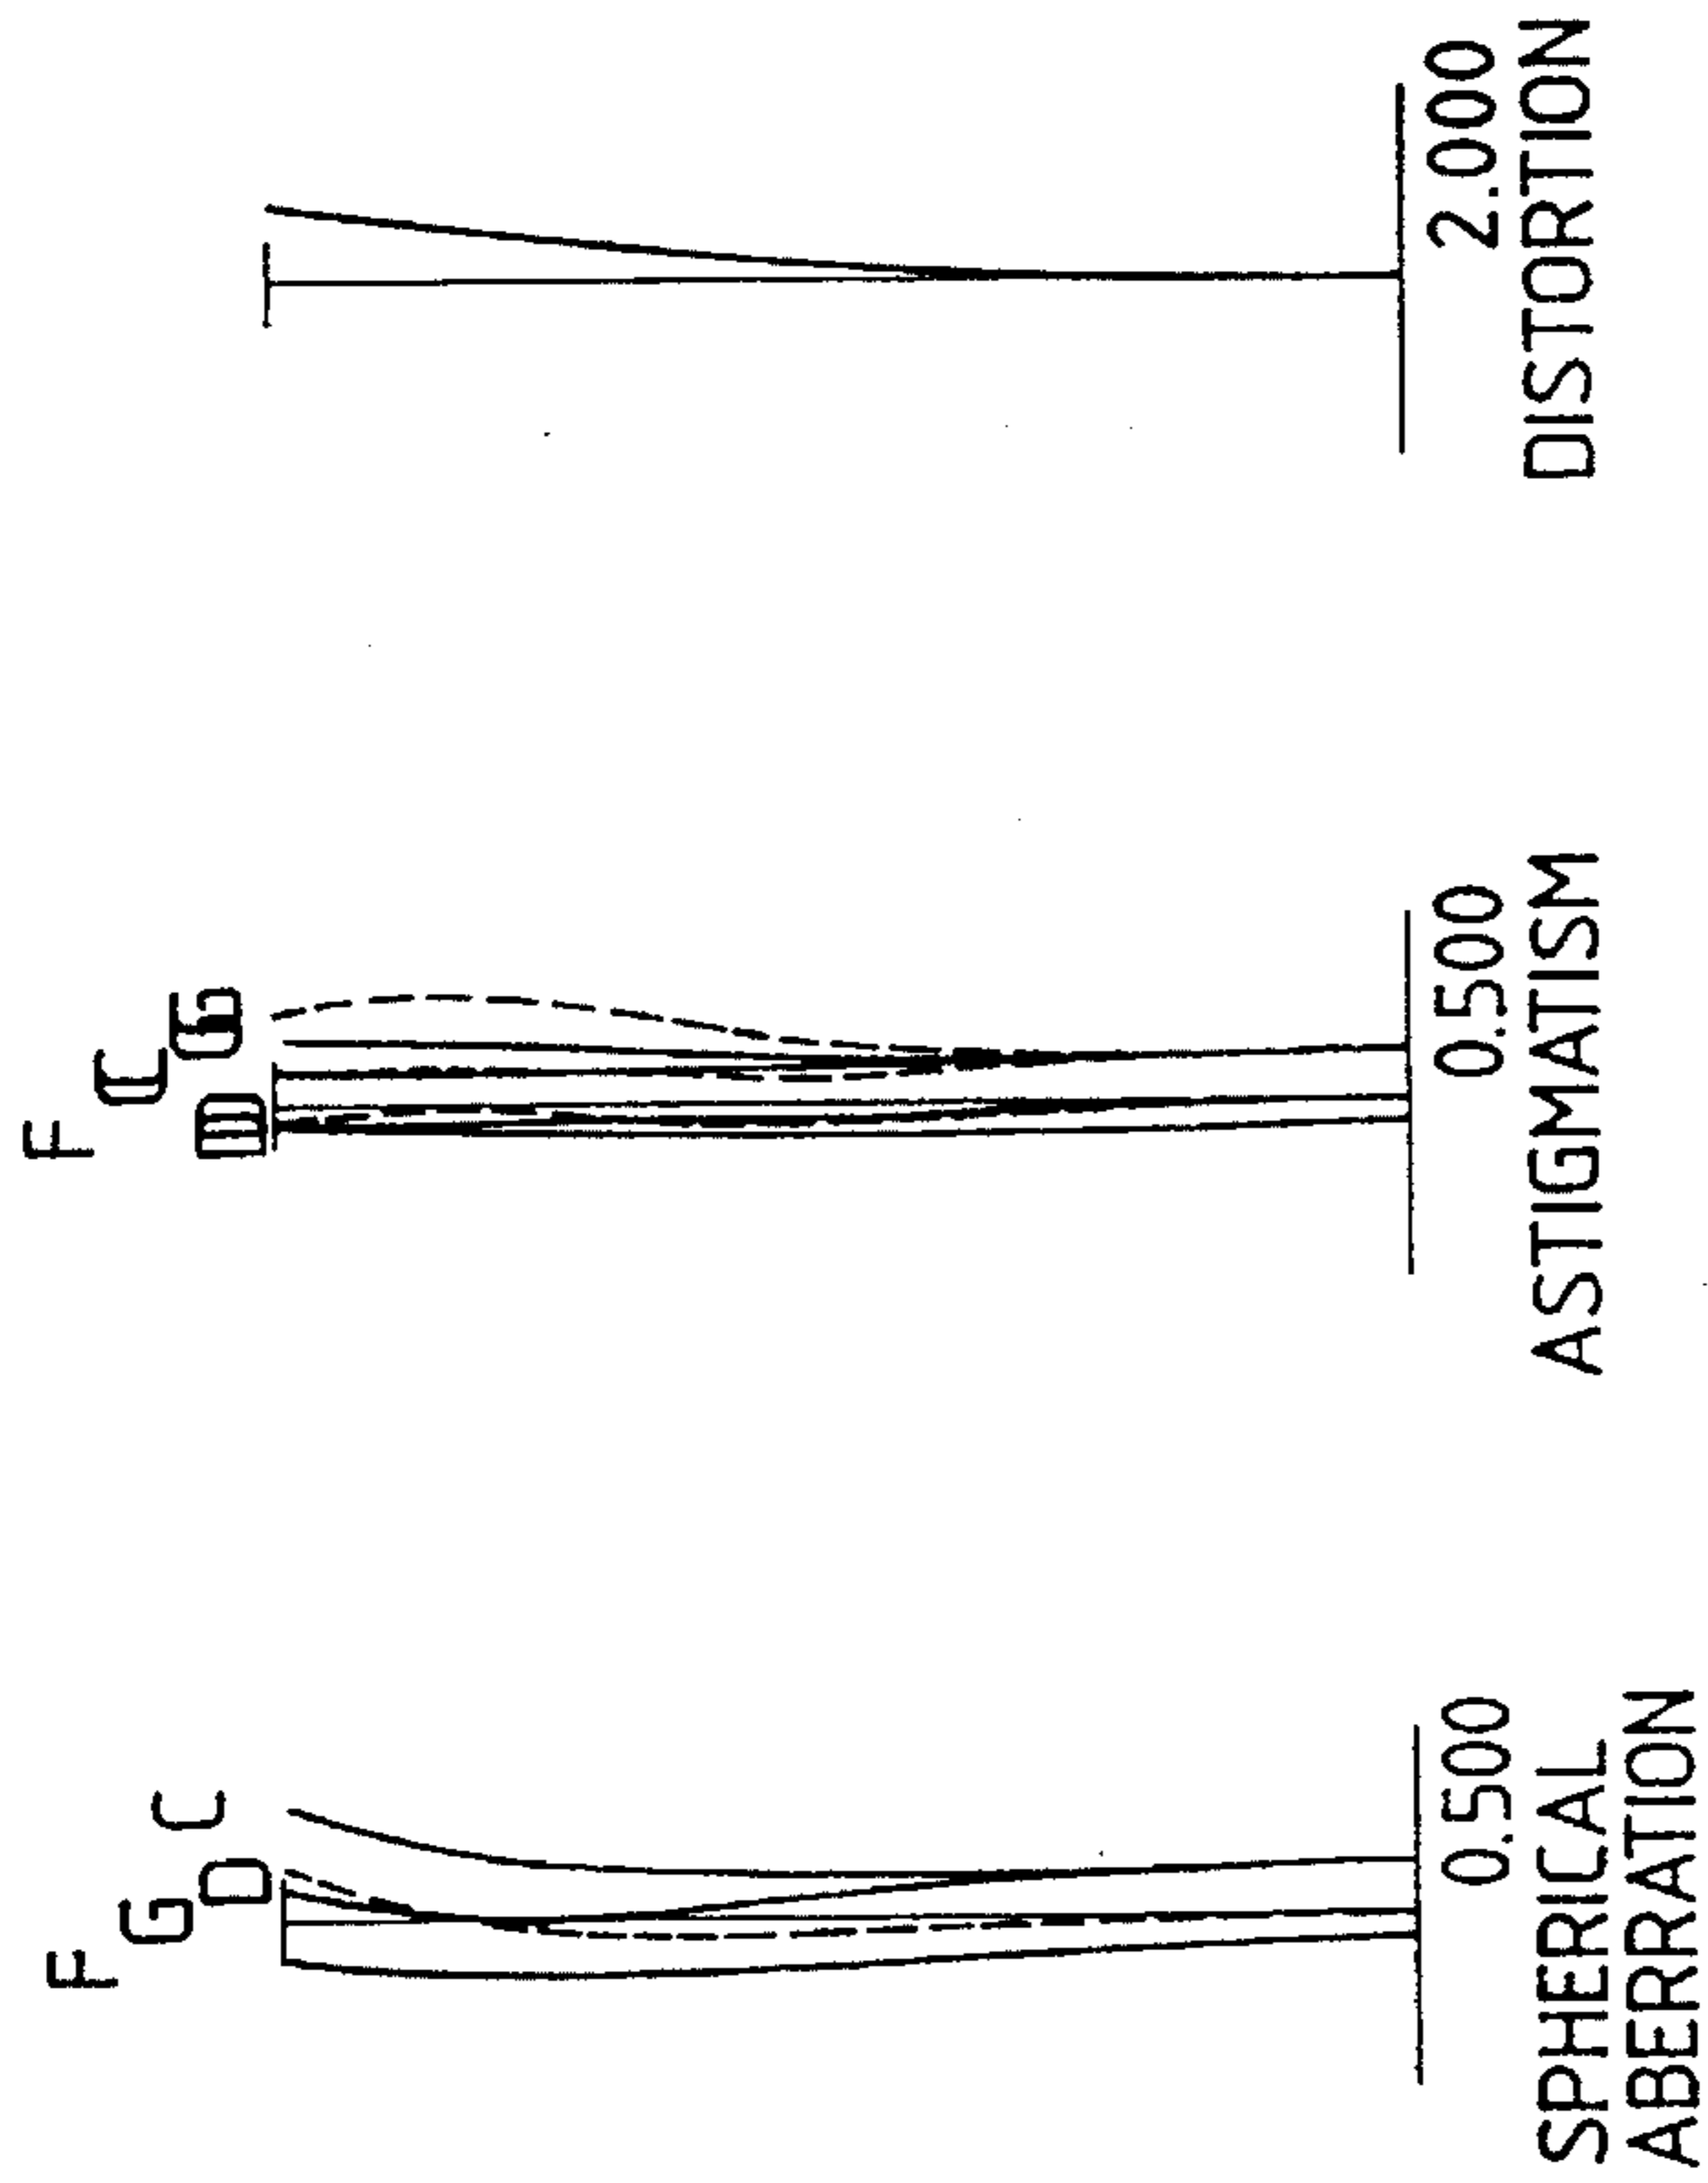 F G D C
F
0.500
0.500
2.000
SPHERICAL
ABERRATION
ASTIGMATISM
DISTORTION